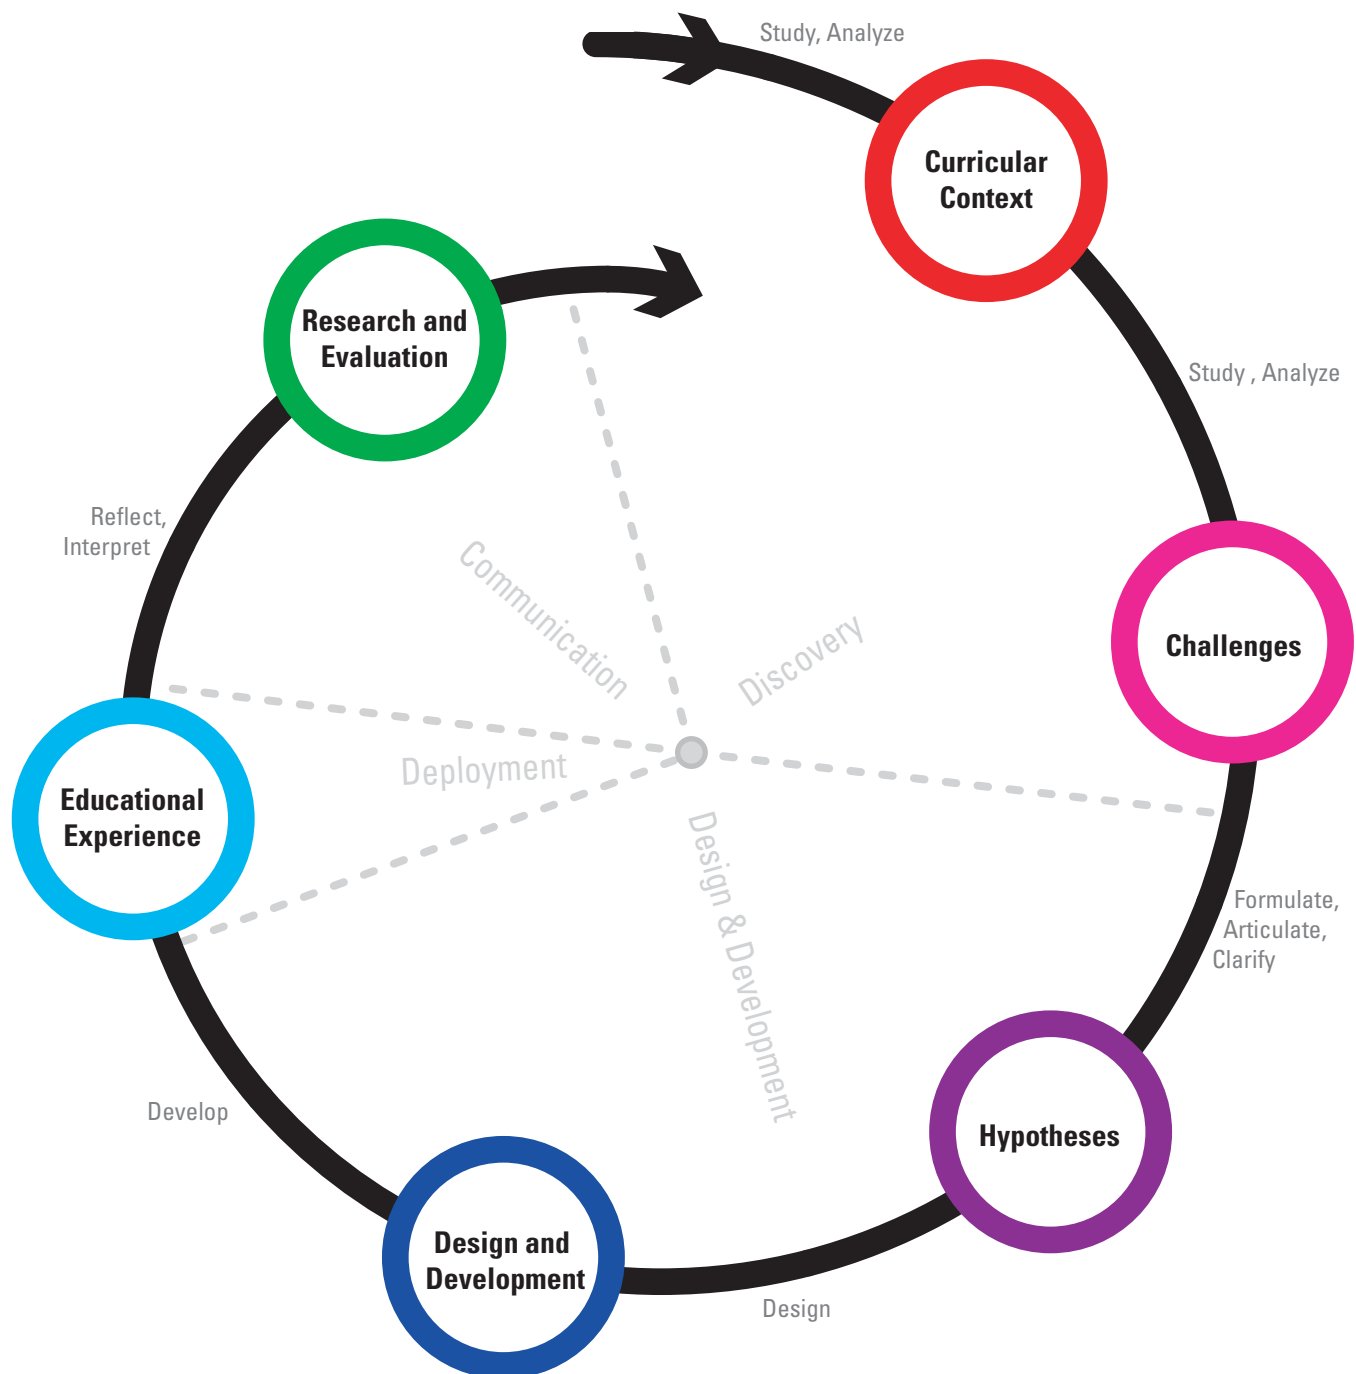 Study, Analyze
Curricular
Context
Study , Analyze
Challenges
Formulate,
Articulate,
Clarify
Hypotheses
Design
Design and
Development
Develop
Educational
Experience
Reflect,
Interpret
Research and
Evaluation
Communication
Discovery
Deployment
Design & Development